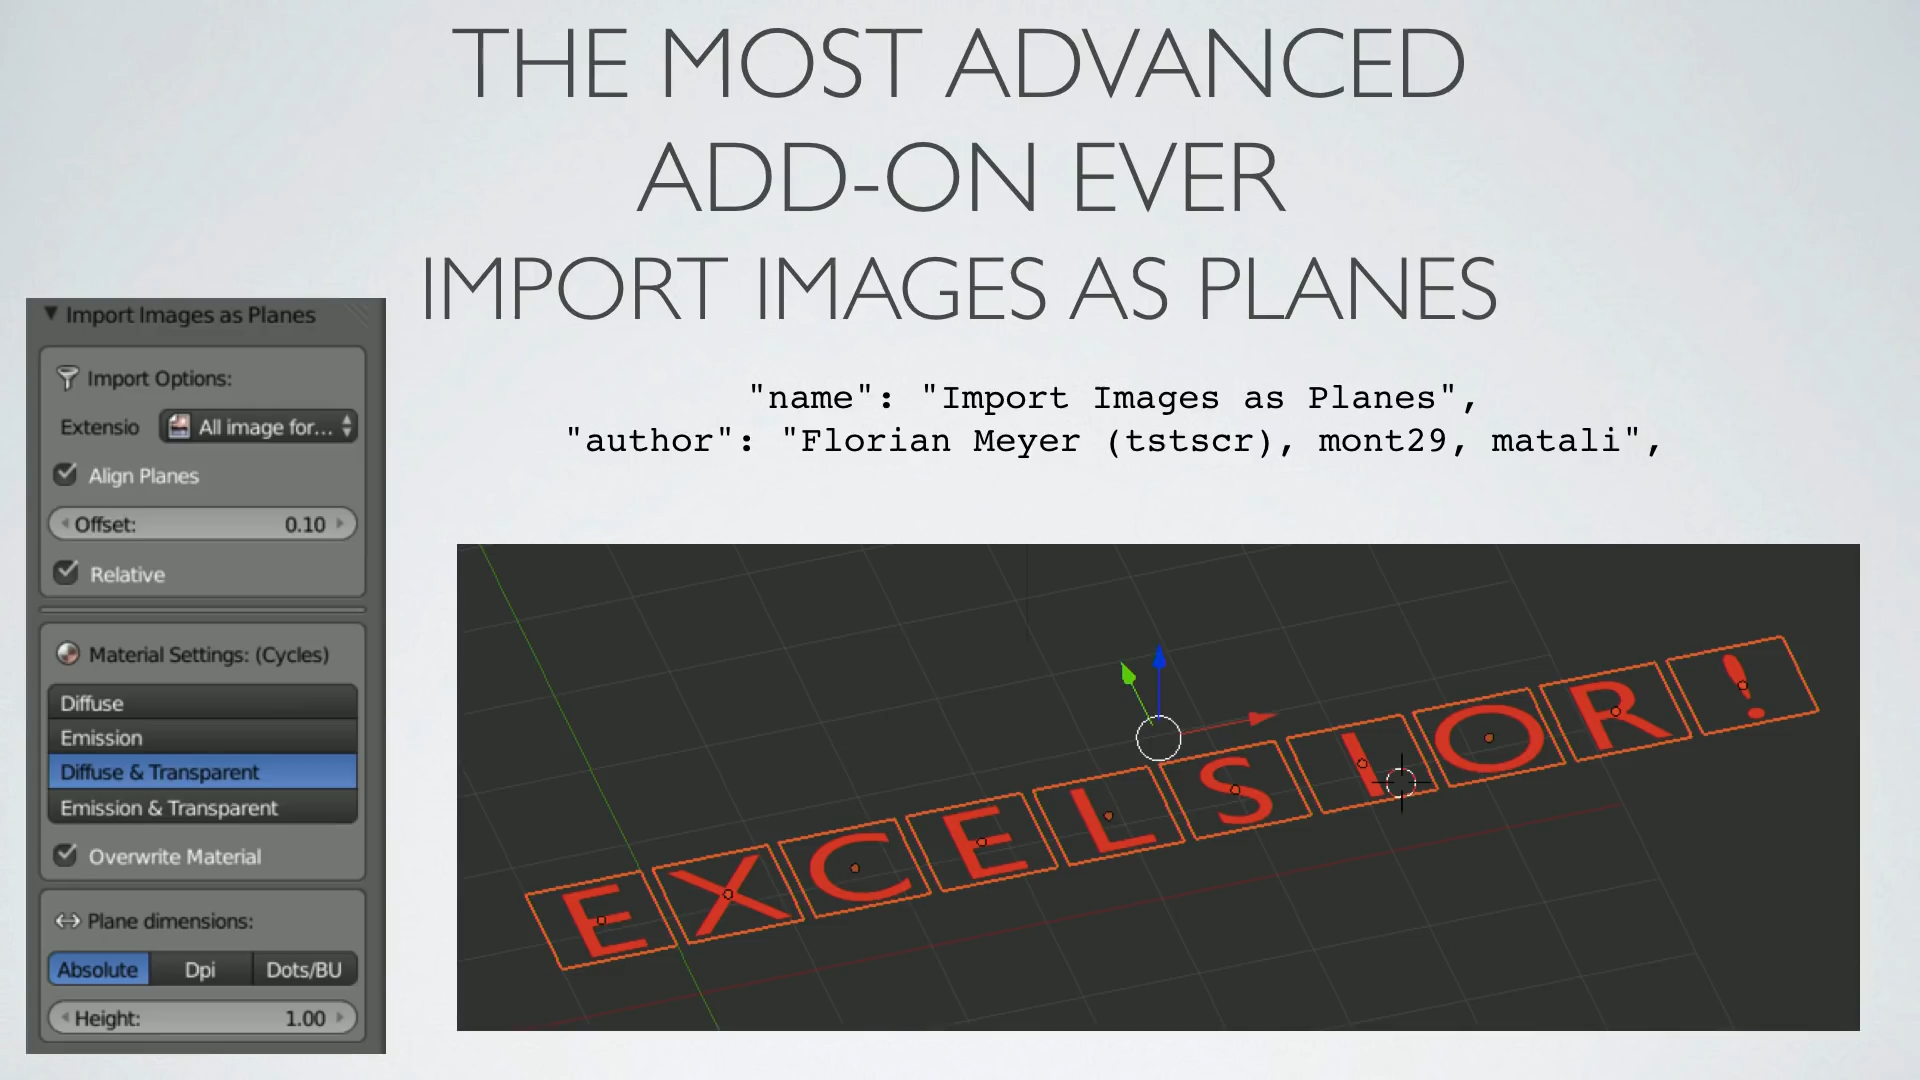 THE MOST ADVANCED
ADD-ON EVER
IMPORT IMAGES AS PLANES
"name": "Import Images as Planes",
"author": "Florian Meyer (tstscr), mont29, matali",
Import Images as Planes
Import Options:
Extensio All image for...
Align Planes
Offset: 0.10
Relative
Material Settings: (Cycles)
Diffuse
Emission
Diffuse & Transparent
Emission & Transparent
Overwrite Material
Plane dimensions:
Absolute Dpi Dots/BU
Height: 1.00
EXCELSIOR!